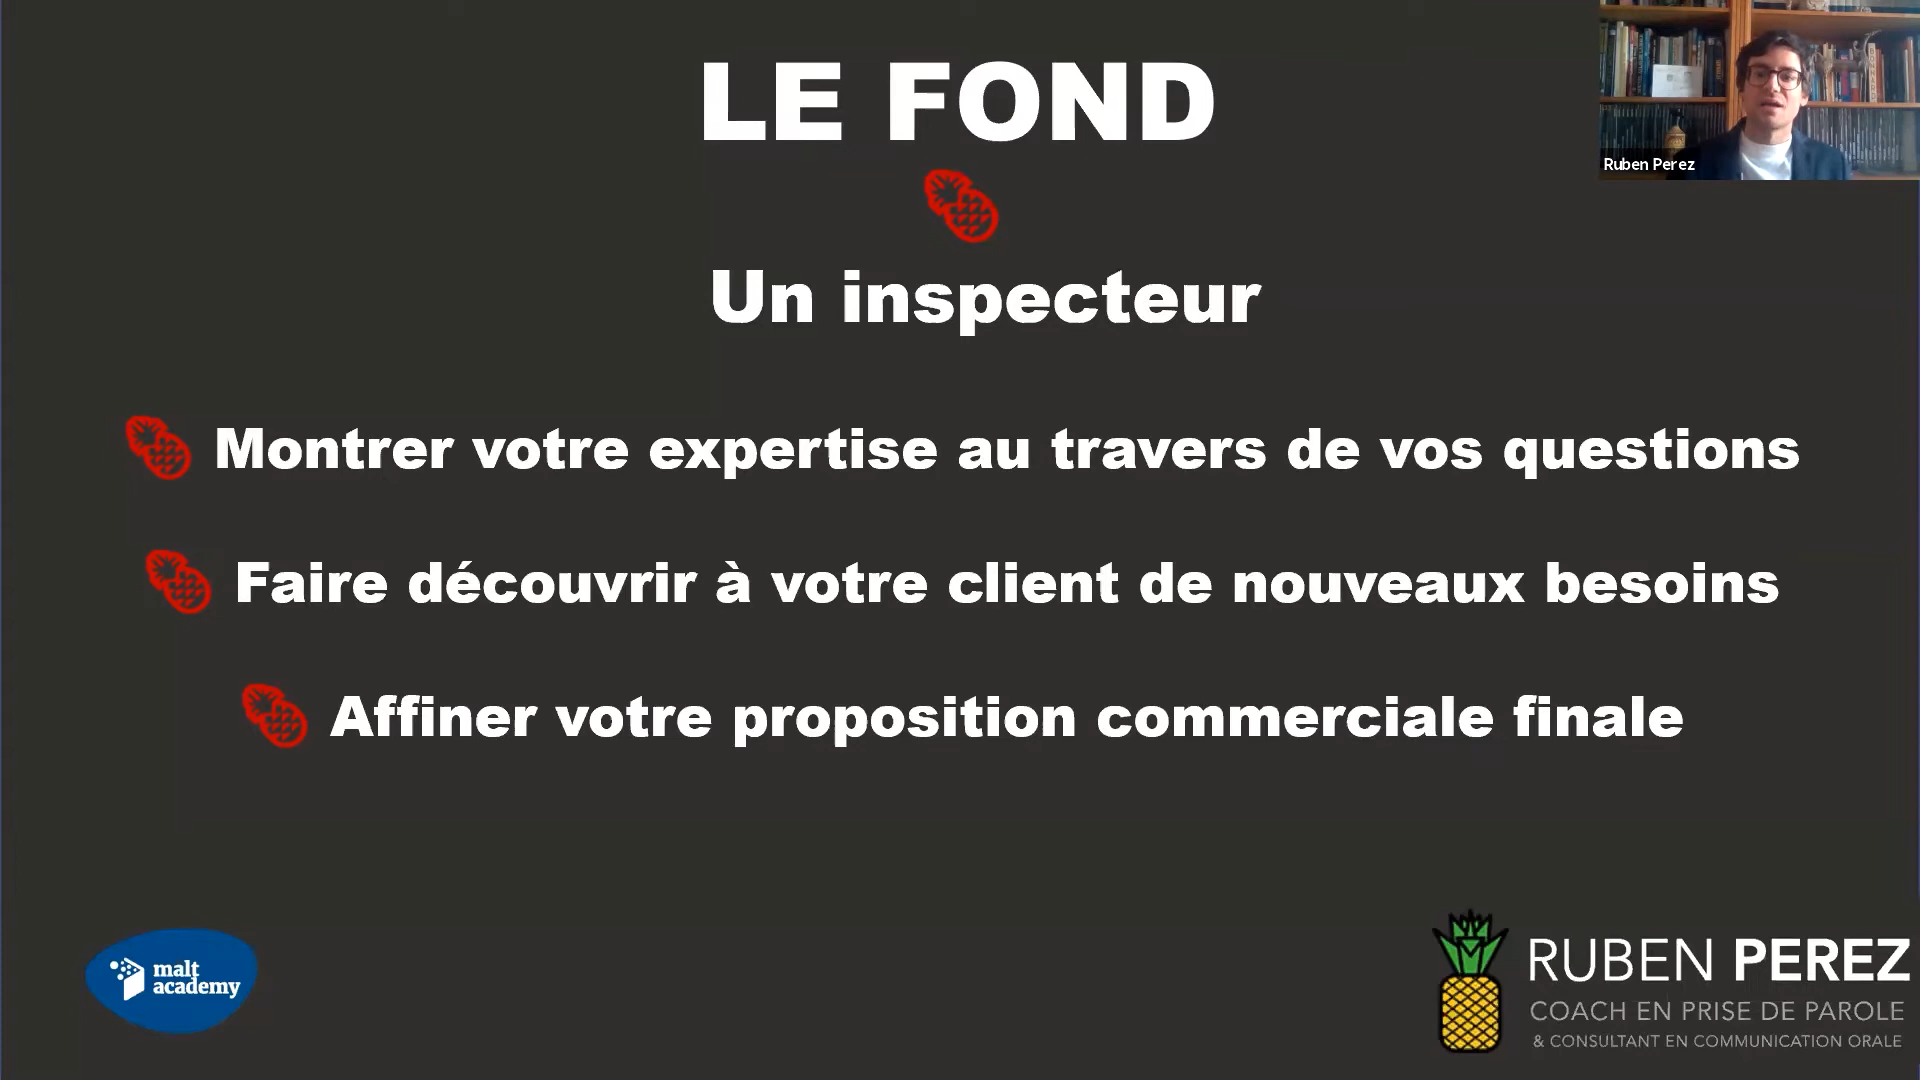 LE FOND
Ruben Perez
Un inspecteur
Montrer votre expertise au travers de vos questions
Faire découvrir à votre client de nouveaux besoins
Affiner votre proposition commerciale finale
malt
academy
RUBEN PEREZ
COACH EN PRISE DE PAROLE
& CONSULTANT EN COMMUNICATION ORALE